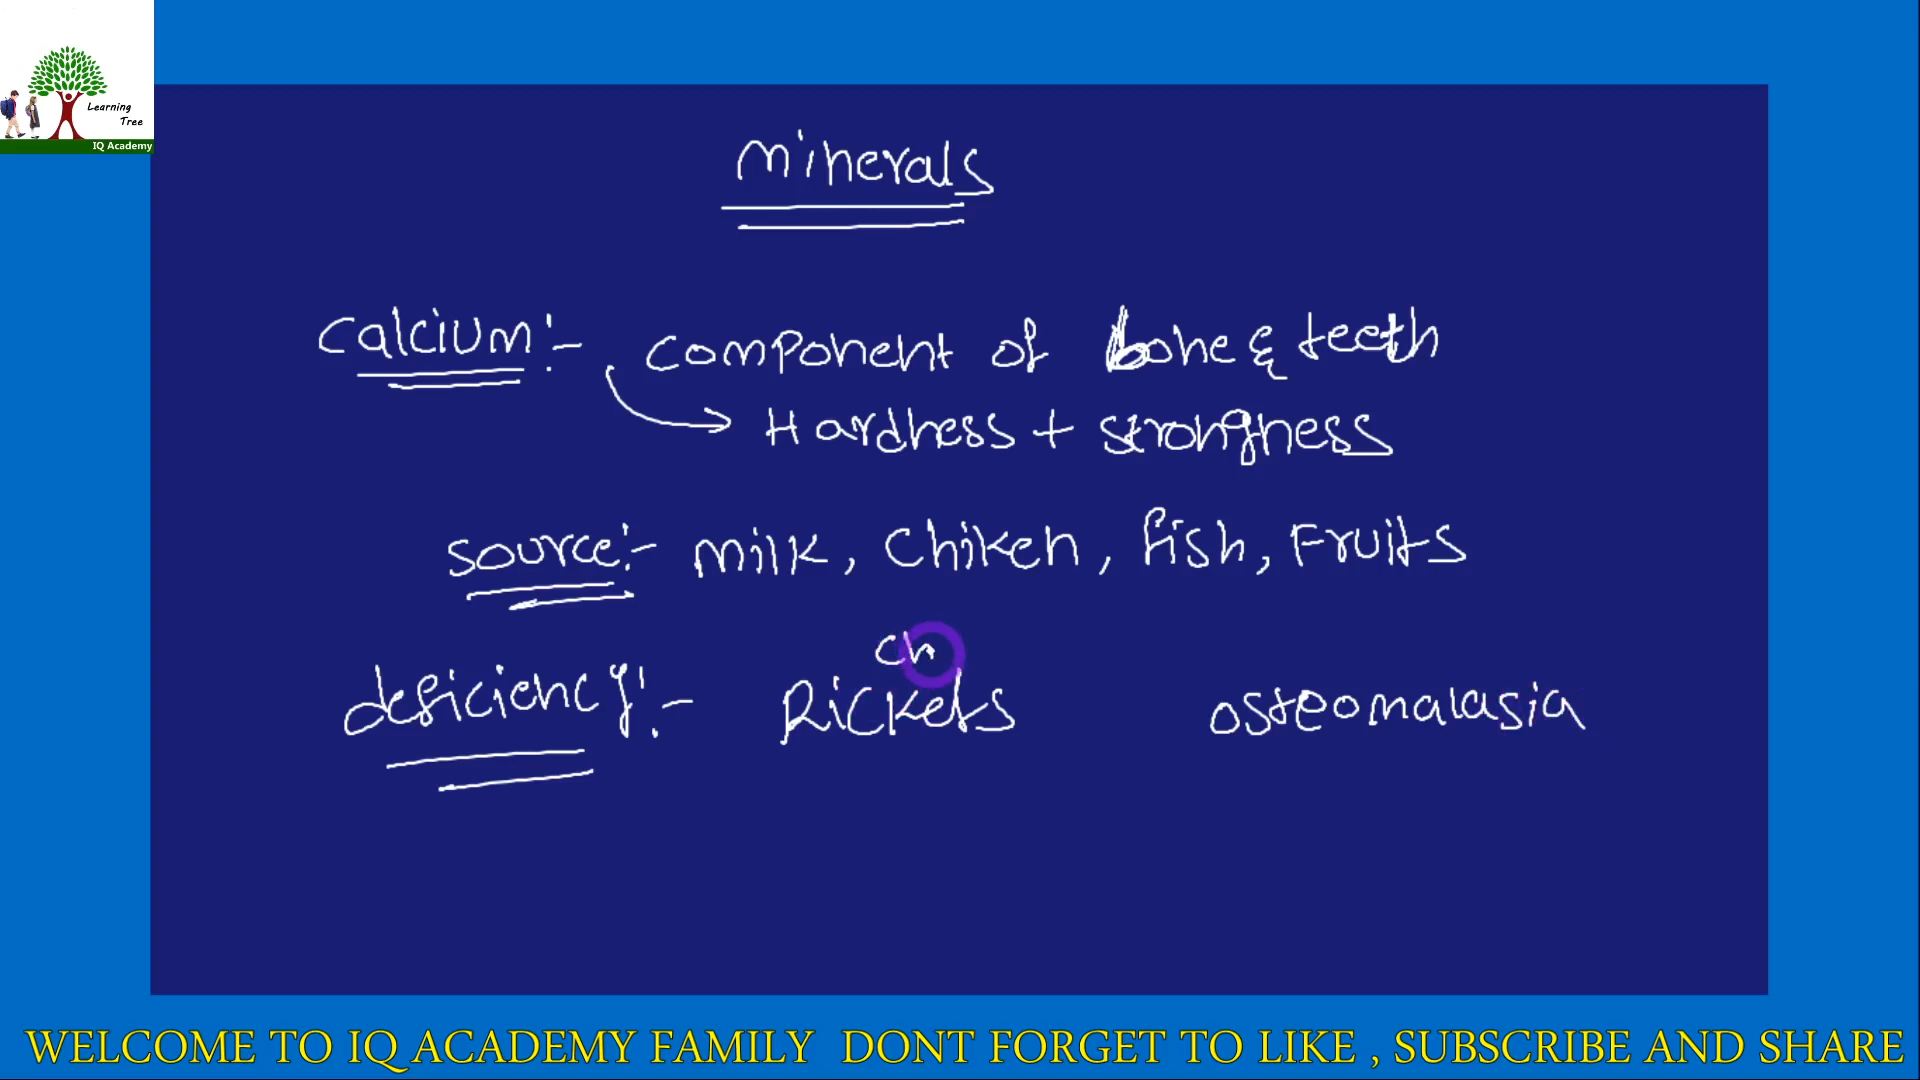 Learning
Tree
IQ Academy
Minerals
Calcium :- Component of bone & teeth
Hardness + strongness
Source :- Milk, Chiken, Fish, Fruits
Ch
deficiency :- Rickets osteomalasia
WELCOME TO IQ ACADEMY FAMILY DONT FORGET TO LIKE , SUBSCRIBE AND SHARE